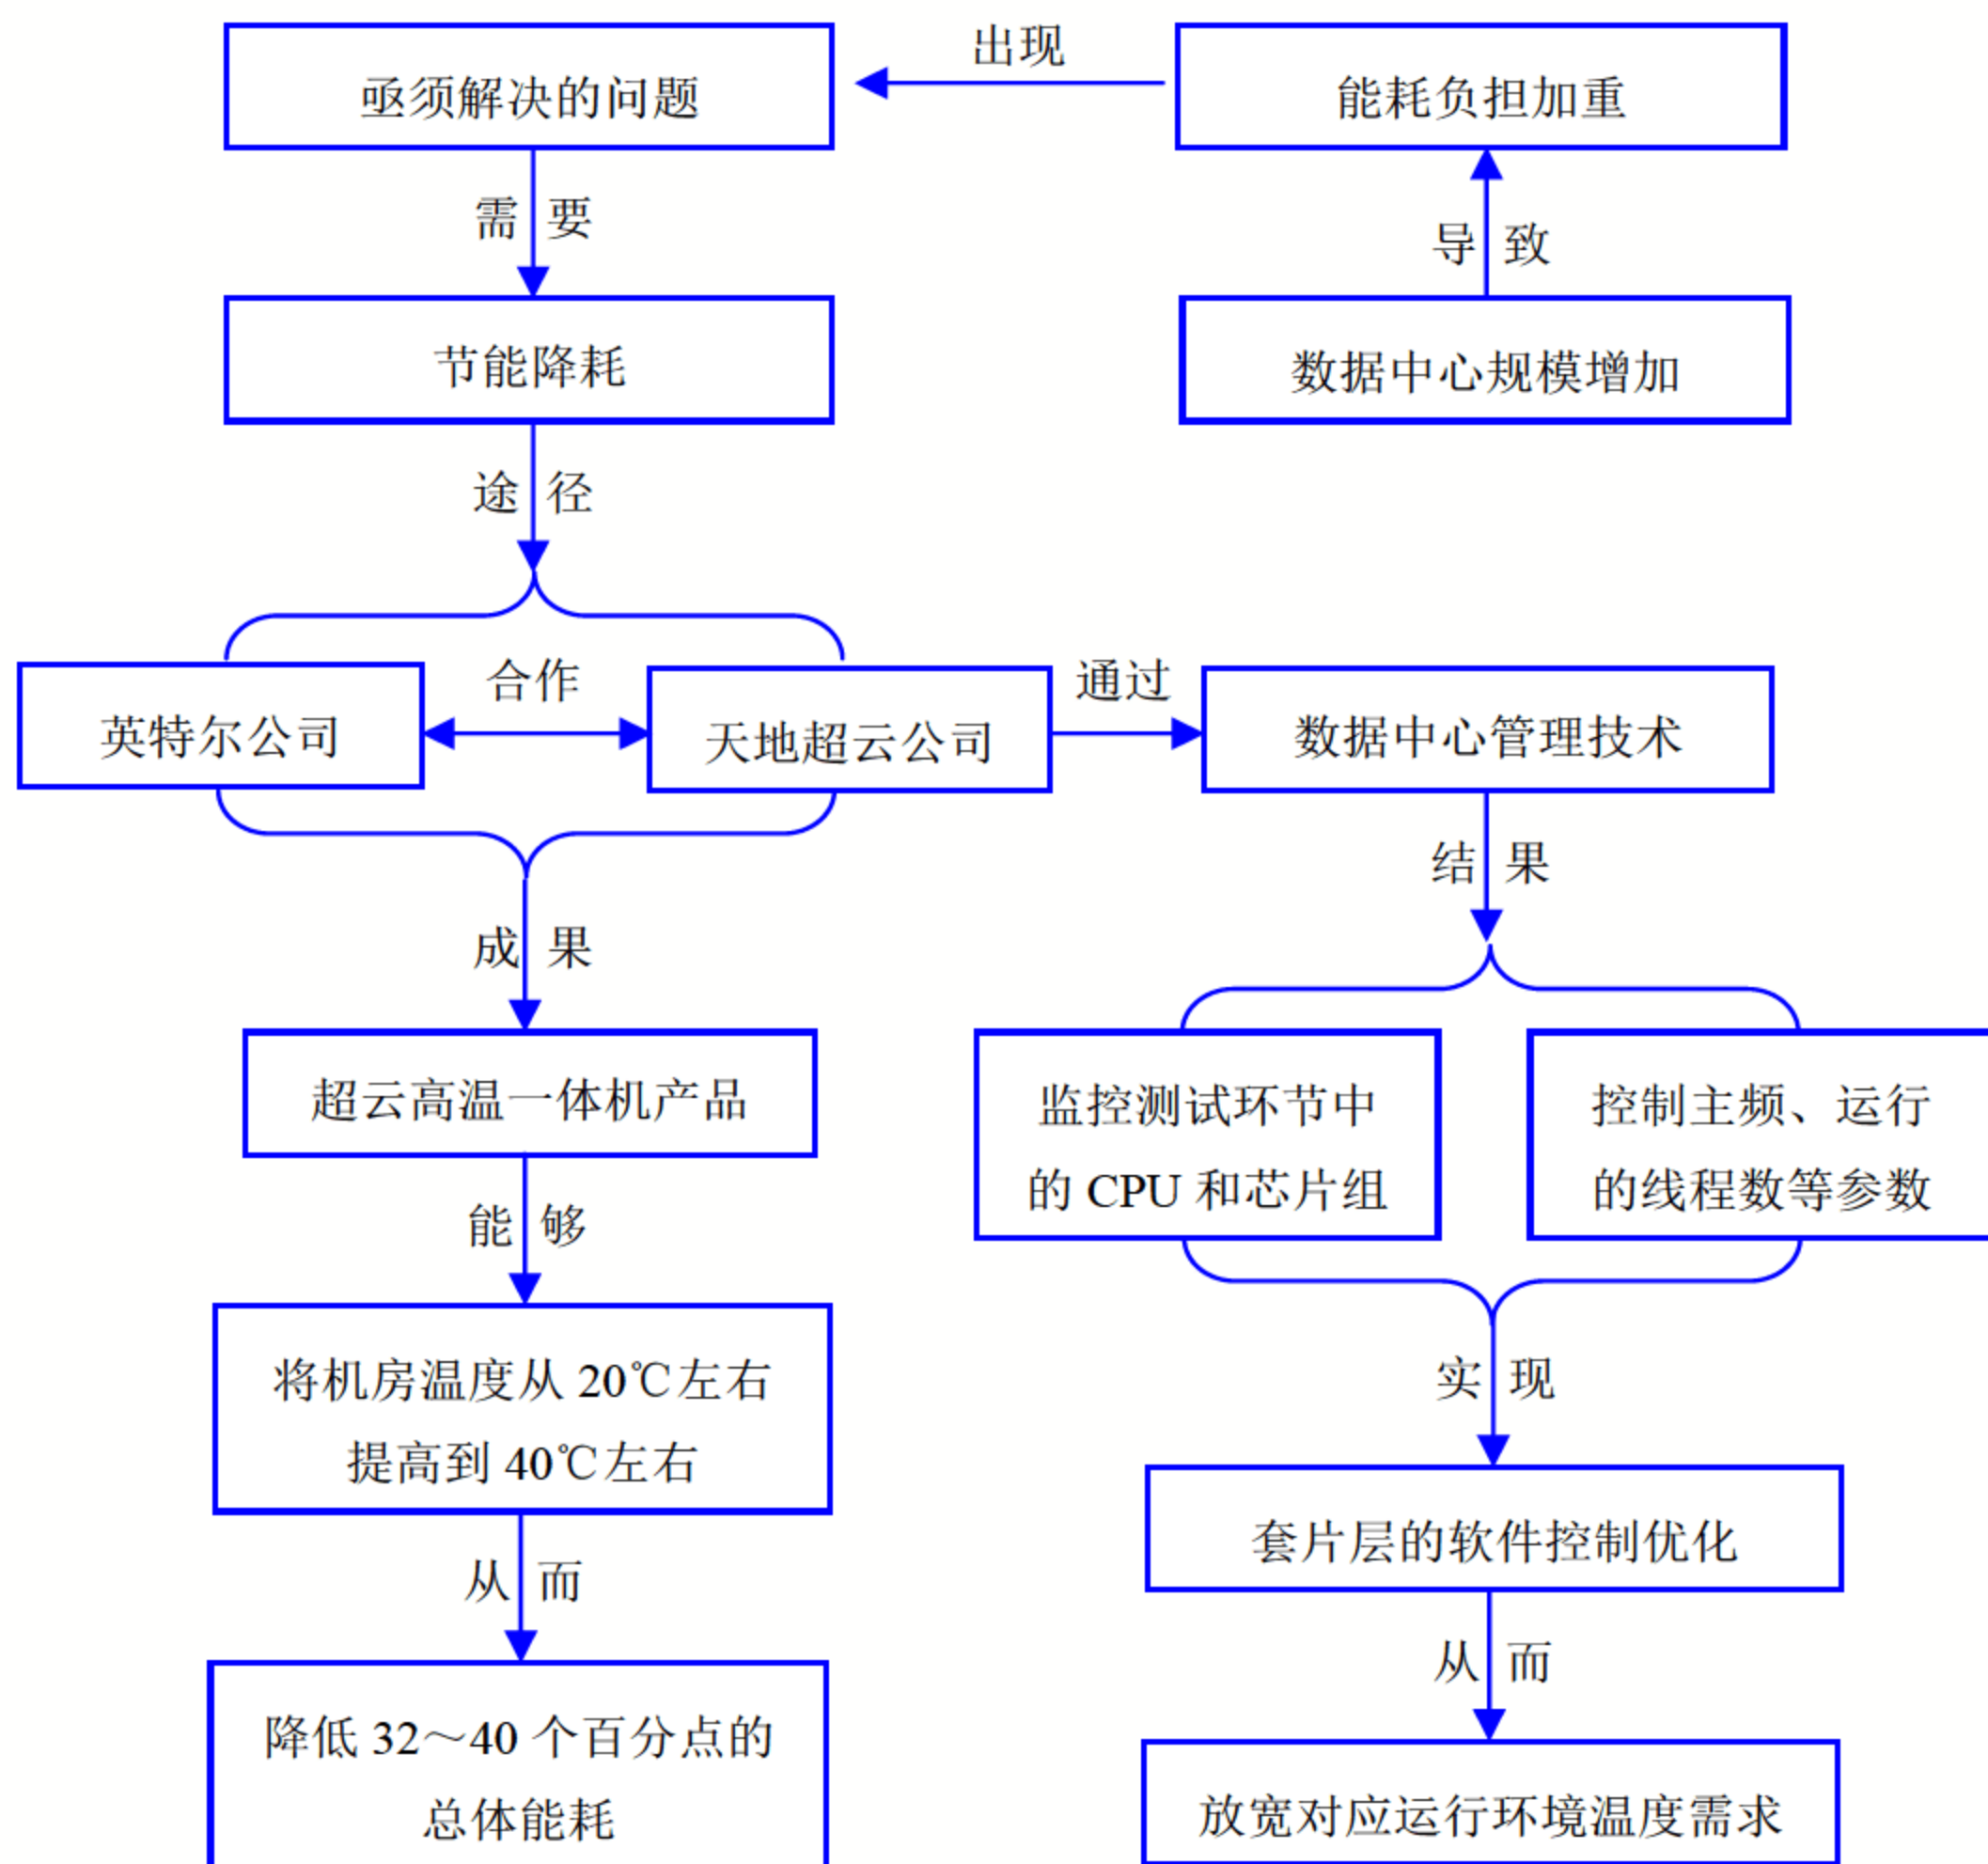 亟须解决的问题
出现
能耗负担加重
需 要
导 致
节能降耗
数据中心规模增加
途 径
英特尔公司
合作
天地超云公司
通过
数据中心管理技术
结 果
成 果
超云高温一体机产品
监控测试环节中
的 CPU 和芯片组
控制主频、运行
的线程数等参数
能 够
将机房温度从 20℃左右
提高到 40℃左右
实 现
套片层的软件控制优化
从 而
从 而
降低 32～40 个百分点的
总体能耗
放宽对应运行环境温度需求